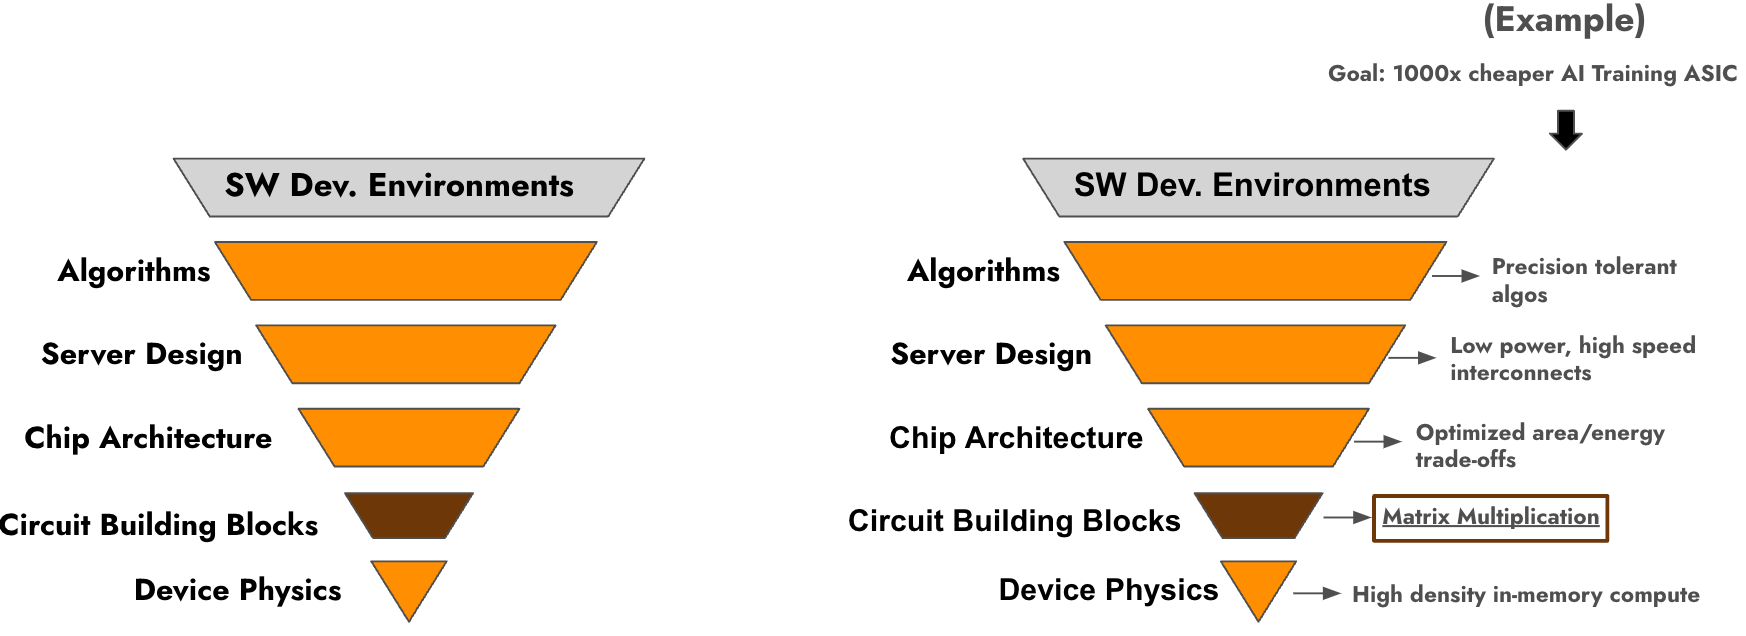 (Example)
Goal: 1000x cheaper AI Training ASIC
SW Dev. Environments
Algorithms
Server Design
Chip Architecture
Circuit Building Blocks
Device Physics
SW Dev. Environments
Algorithms
Precision tolerant
algos
Server Design
Low power, high speed
interconnects
Chip Architecture
Optimized area/energy
trade-offs
Circuit Building Blocks
Matrix Multiplication
Device Physics
High density in-memory compute